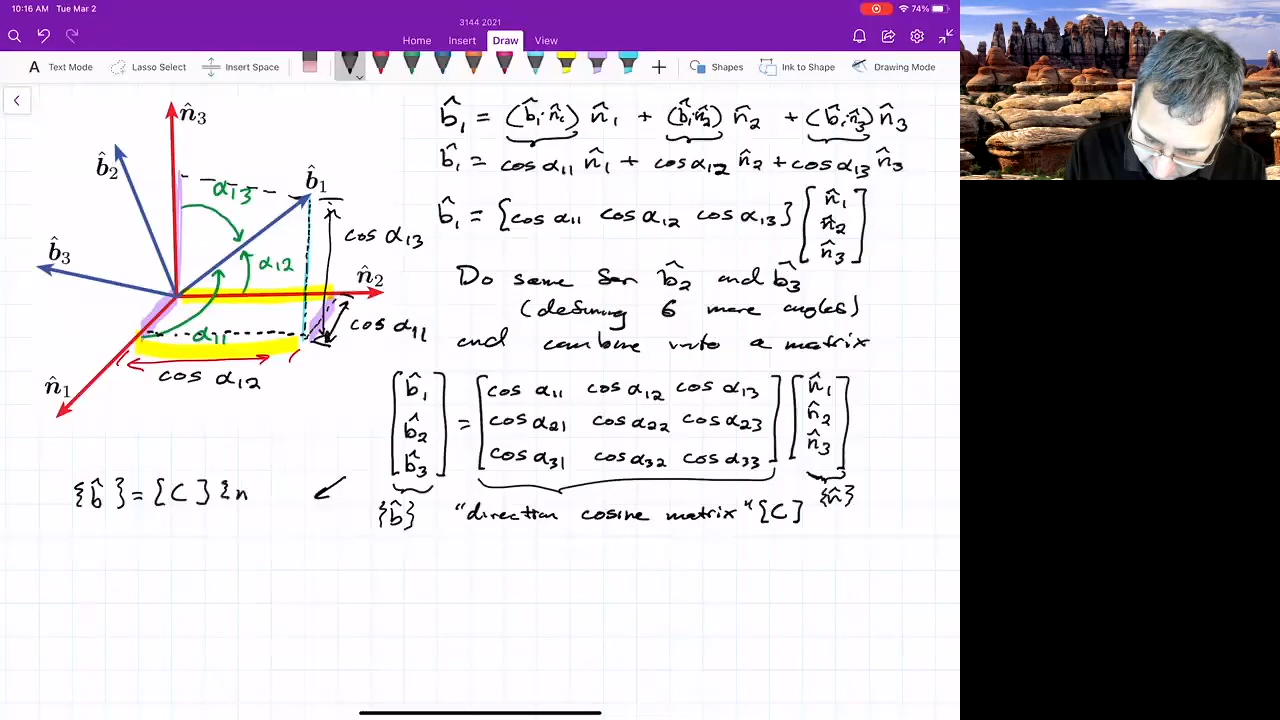 10:16 AM Tue Mar 2
74%
3144 2021
Home Insert Draw View
Text Mode Lasso Select Insert Space Shapes Ink to Shape Drawing Mode
n̂₃
b̂₂
b̂₁
b̂₃
n̂₂
n̂₁
α₁₃
α₁₂
α₁₁
cos α₁₃
cos α₁₁
cos α₁₂
b̂₁ = (b̂₁·n̂₁) n̂₁ + (b̂₁·n̂₂) n̂₂ + (b̂₁·n̂₃) n̂₃
b̂₁ = cos α₁₁ n̂₁ + cos α₁₂ n̂₂ + cos α₁₃ n̂₃
b̂₁ = [cos α₁₁ cos α₁₂ cos α₁₃] [n̂₁ n̂₂ n̂₃]
Do same for b̂₂ and b̂₃
(defining 6 more angles)
and combine into a matrix
[b̂₁ b̂₂ b̂₃] = [cos α₁₁ cos α₁₂ cos α₁₃
cos α₂₁ cos α₂₂ cos α₂₃
cos α₃₁ cos α₃₂ cos α₃₃] [n̂₁ n̂₂ n̂₃]
{b̂} "direction cosine matrix" [C] {n̂}
{b̂} = [C] {n